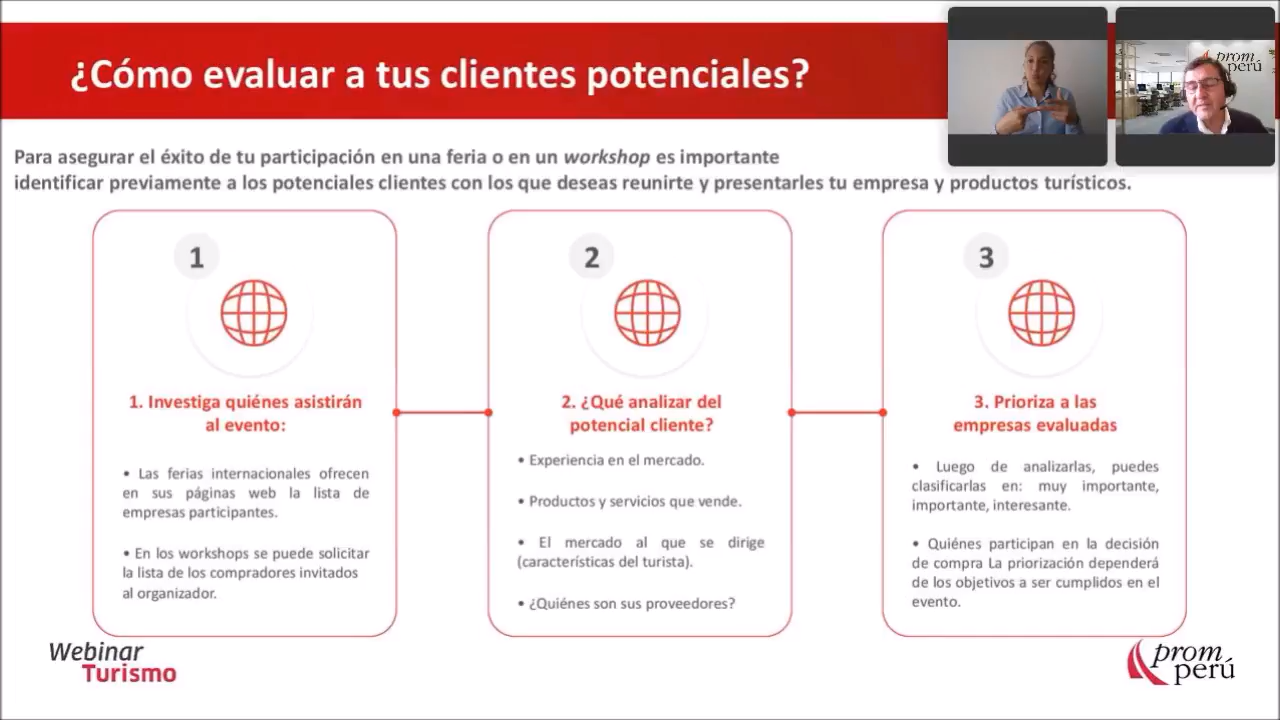 ¿Cómo evaluar a tus clientes potenciales?
prom
perú
Para asegurar el éxito de tu participación en una feria o en un workshop es importante
identificar previamente a los potenciales clientes con los que deseas reunirte y presentarles tu empresa y productos turísticos.
1
1. Investiga quiénes asistirán
al evento:
• Las ferias internacionales ofrecen
en sus páginas web la lista de
empresas participantes.
• En los workshops se puede solicitar
la lista de los compradores invitados
al organizador.
2
2. ¿Qué analizar del
potencial cliente?
• Experiencia en el mercado.
• Productos y servicios que vende.
• El mercado al que se dirige
(características del turista).
• ¿Quiénes son sus proveedores?
3
3. Prioriza a las
empresas evaluadas
• Luego de analizarlas, puedes
clasificarlas en: muy importante,
importante, interesante.
• Quiénes participan en la decisión
de compra La priorización dependerá
de los objetivos a ser cumplidos en el
evento.
Webinar
Turismo
prom
perú